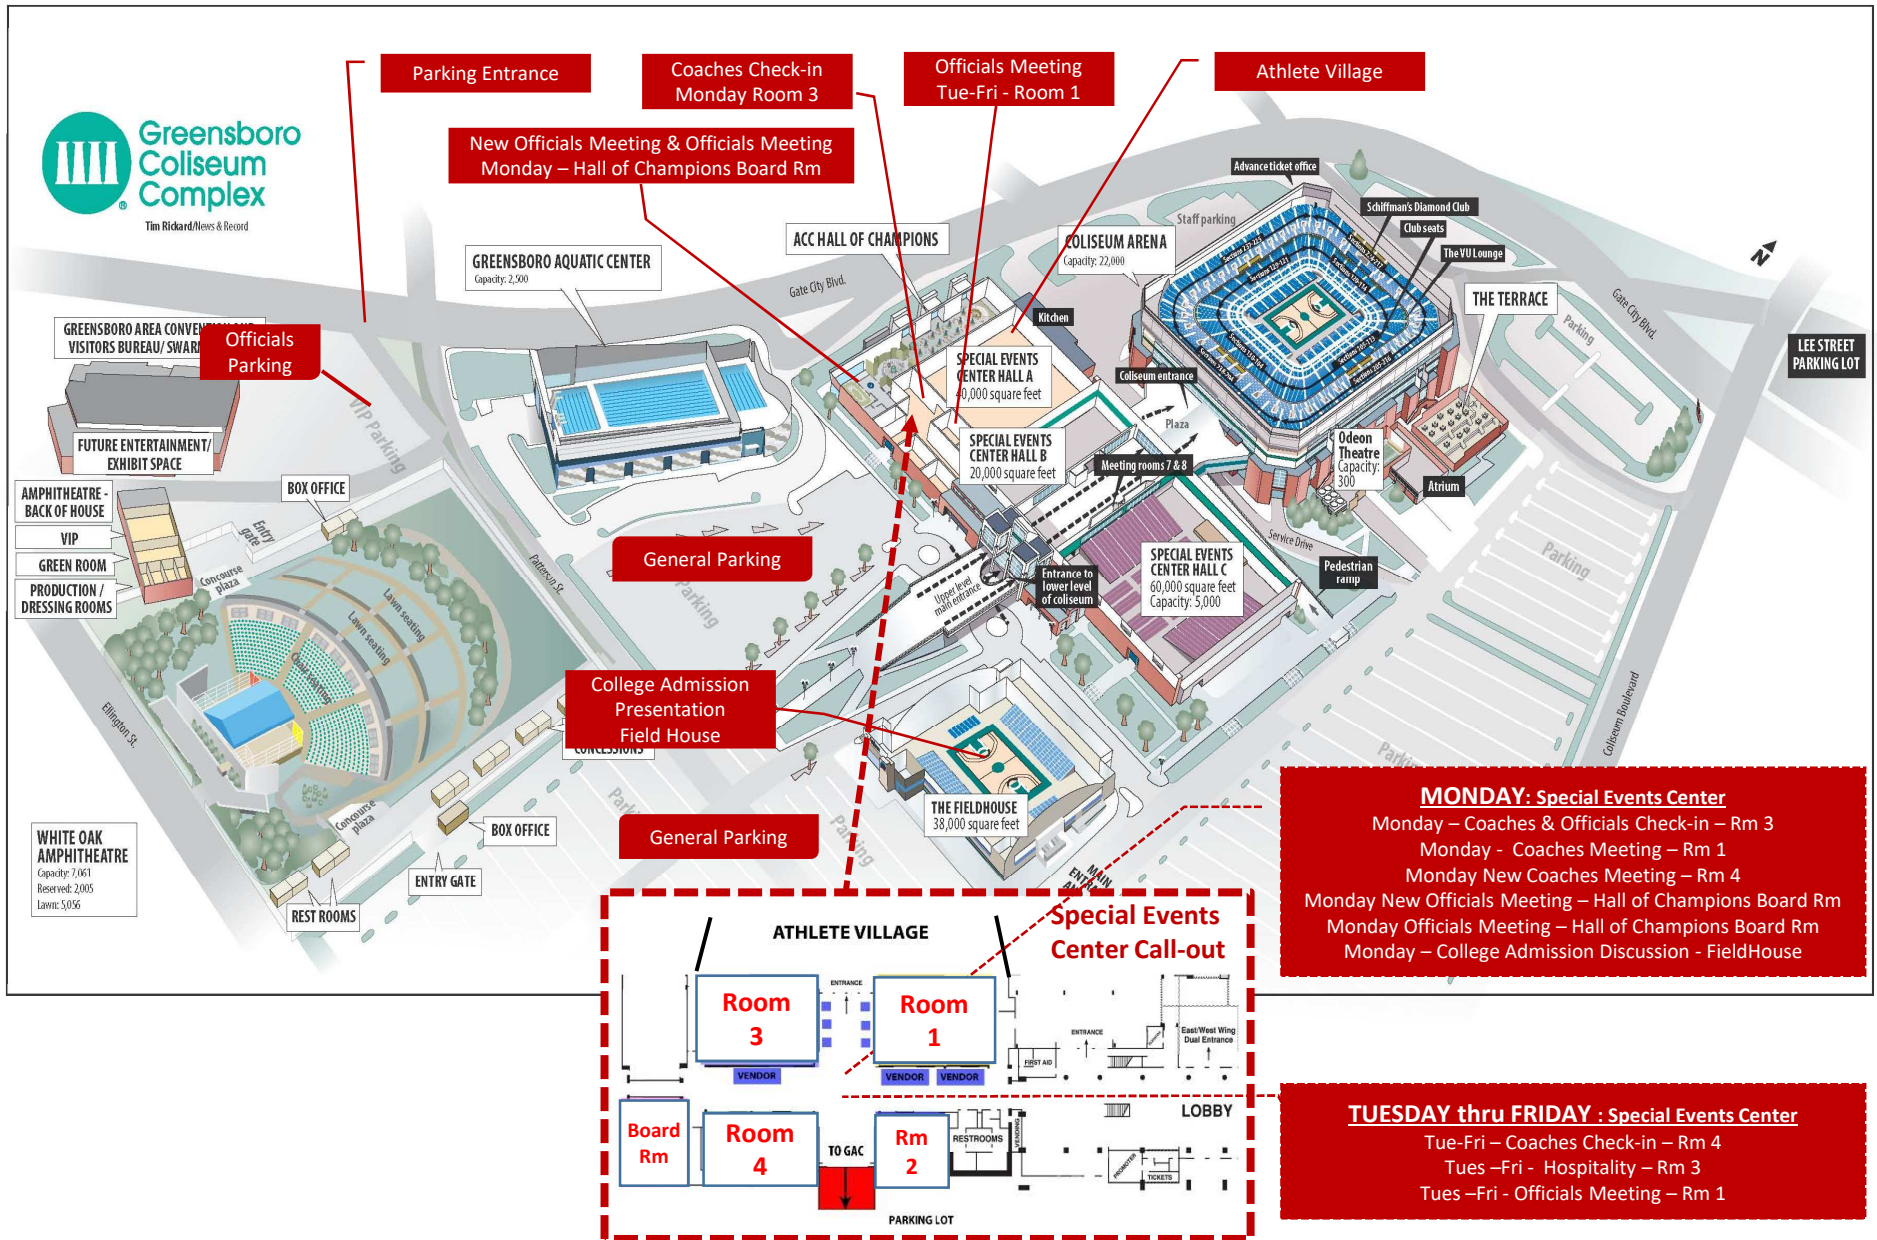 Parking Entrance
Coaches Check-in
Monday Room 3
Officials Meeting
Tue-Fri - Room 1
Athlete Village
New Officials Meeting & Officials Meeting
Monday – Hall of Champions Board Rm
Greensboro
Coliseum
Complex
®
Tim Rickard/News & Record
Advance ticket office
Staff parking
Schiffman's Diamond Club
Club seats
The VU Lounge
ACC HALL OF CHAMPIONS
COLISEUM ARENA
Capacity: 22,000
GREENSBORO AQUATIC CENTER
Capacity: 2,500
Gate City Blvd.
N
THE TERRACE
Gate City Blvd.
Parking
LEE STREET
PARKING LOT
Kitchen
GREENSBORO AREA CONVENTION
VISITORS BUREAU/ SWAR
Officials
Parking
VIP Parking
SPECIAL EVENTS
CENTER HALL A
40,000 square feet
Coliseum entrance
Plaza
SPECIAL EVENTS
CENTER HALL B
20,000 square feet
Meeting rooms 7 & 8
Odeon
Theatre
Capacity:
300
Atrium
FUTURE ENTERTAINMENT/
EXHIBIT SPACE
AMPHITHEATRE -
BACK OF HOUSE
VIP
GREEN ROOM
PRODUCTION /
DRESSING ROOMS
BOX OFFICE
Entry
gate
Concourse
plaza
Patterson St.
General Parking
Parking
Upper level
main entrance
Entrance to
lower level
of coliseum
SPECIAL EVENTS
CENTER HALL C
60,000 square feet
Capacity: 5,000
Service Drive
Pedestrian
ramp
Parking
Lawn seating
Lawn seating
Ellington St.
Coliseum Boulevard
College Admission
Presentation
Field House
CONCESSIONS
THE FIELDHOUSE
38,000 square feet
Parking
General Parking
Parking
Parking
MAIN
Concourse
plaza
BOX OFFICE
ENTRY GATE
REST ROOMS
WHITE OAK
AMPHITHEATRE
Capacity: 7,061
Reserved: 2,005
Lawn: 5,056
MONDAY: Special Events Center
Monday – Coaches & Officials Check-in – Rm 3
Monday - Coaches Meeting – Rm 1
Monday New Coaches Meeting – Rm 4
Monday New Officials Meeting – Hall of Champions Board Rm
Monday Officials Meeting – Hall of Champions Board Rm
Monday – College Admission Discussion - FieldHouse
Special Events
Center Call-out
ATHLETE VILLAGE
ENTRANCE
Room
3
Room
1
VENDOR
VENDOR
VENDOR
FIRST AID
ENTRANCE
East/West Wing
Dual Entrance
LOBBY
Board
Rm
Room
4
TO GAC
Rm
2
RESTROOMS
VENDING
PROMOTER
TICKETS
PARKING LOT
TUESDAY thru FRIDAY : Special Events Center
Tue-Fri – Coaches Check-in – Rm 4
Tues –Fri - Hospitality – Rm 3
Tues –Fri - Officials Meeting – Rm 1